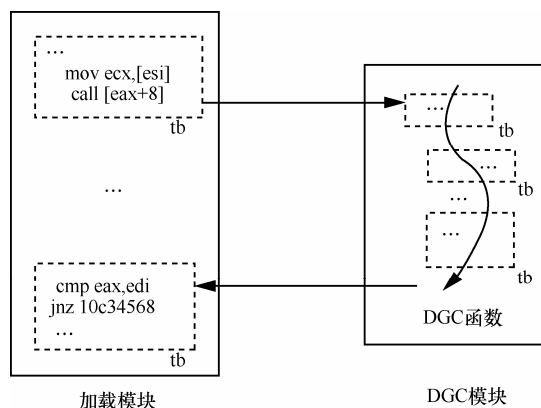 ...
mov ecx,[esi]
call [eax+8]
tb
...
cmp eax,edi
jnz 10c34568
...
tb
加载模块
...
tb
...
tb
...
...
tb
DGC函数
DGC模块